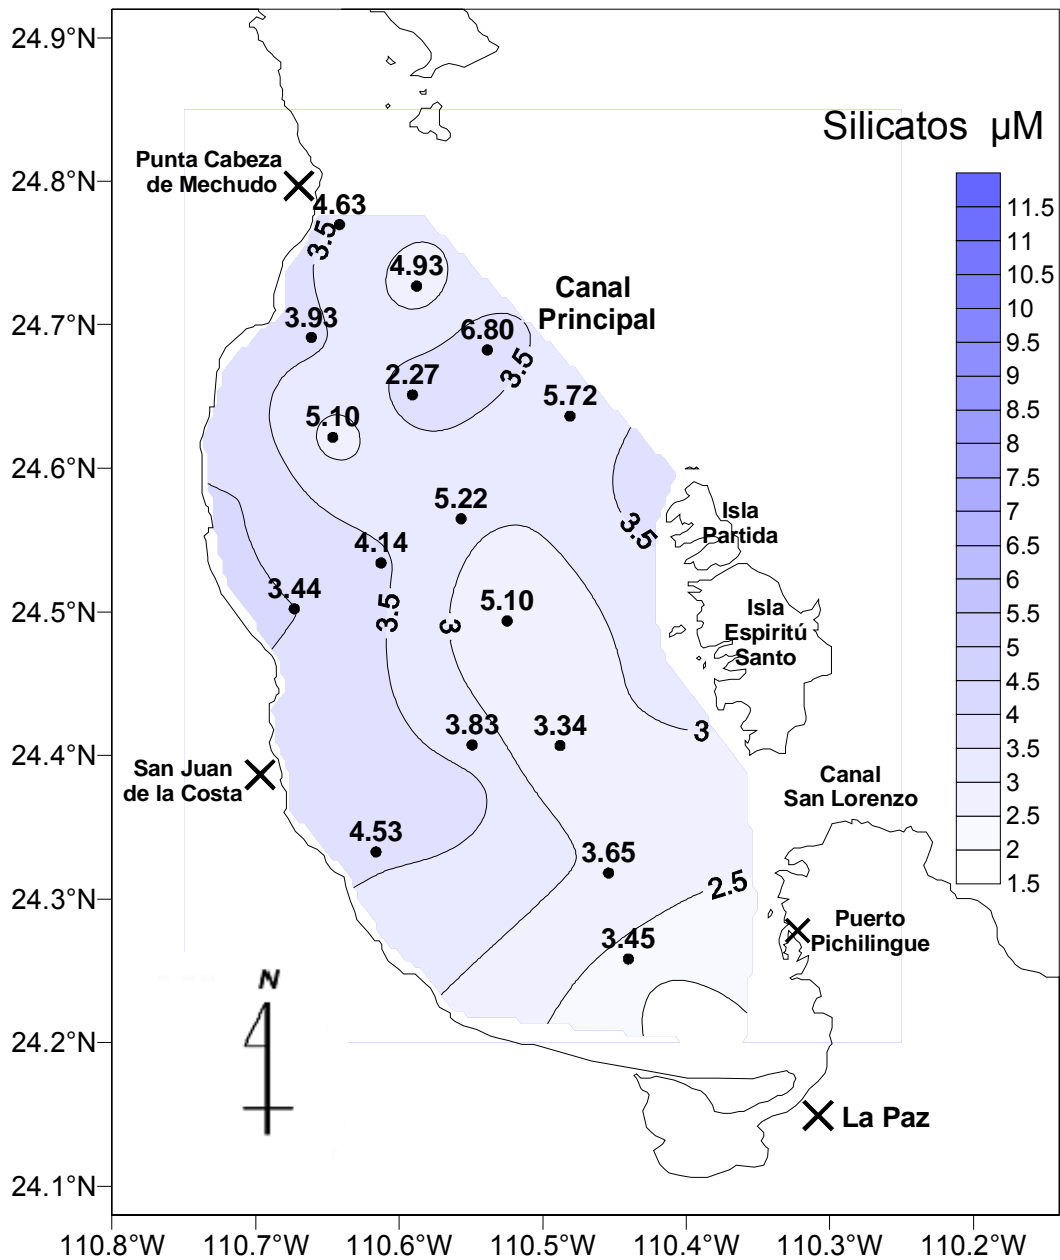 24.9°N
Silicatos µM
Punta Cabeza
de Mechudo
24.8°N
4.63
3.5
4.93
Canal
Principal
11.5
11
10.5
10
9.5
9
8.5
8
7.5
7
6.5
6
5.5
5
4.5
4
3.5
3
2.5
2
1.5
24.7°N
3.93
6.80
3.5
2.27
5.72
5.10
24.6°N
5.22
Isla
Partida
3.5
4.14
3.44
24.5°N
3.5
3
5.10
Isla
Espiritú
Santo
3.83
3.34
3
24.4°N
San Juan
de la Costa
Canal
San Lorenzo
4.53
3.65
2.5
24.3°N
3.45
Puerto
Pichilingue
N
24.2°N
La Paz
24.1°N
110.8°W 110.7°W 110.6°W 110.5°W 110.4°W 110.3°W 110.2°W